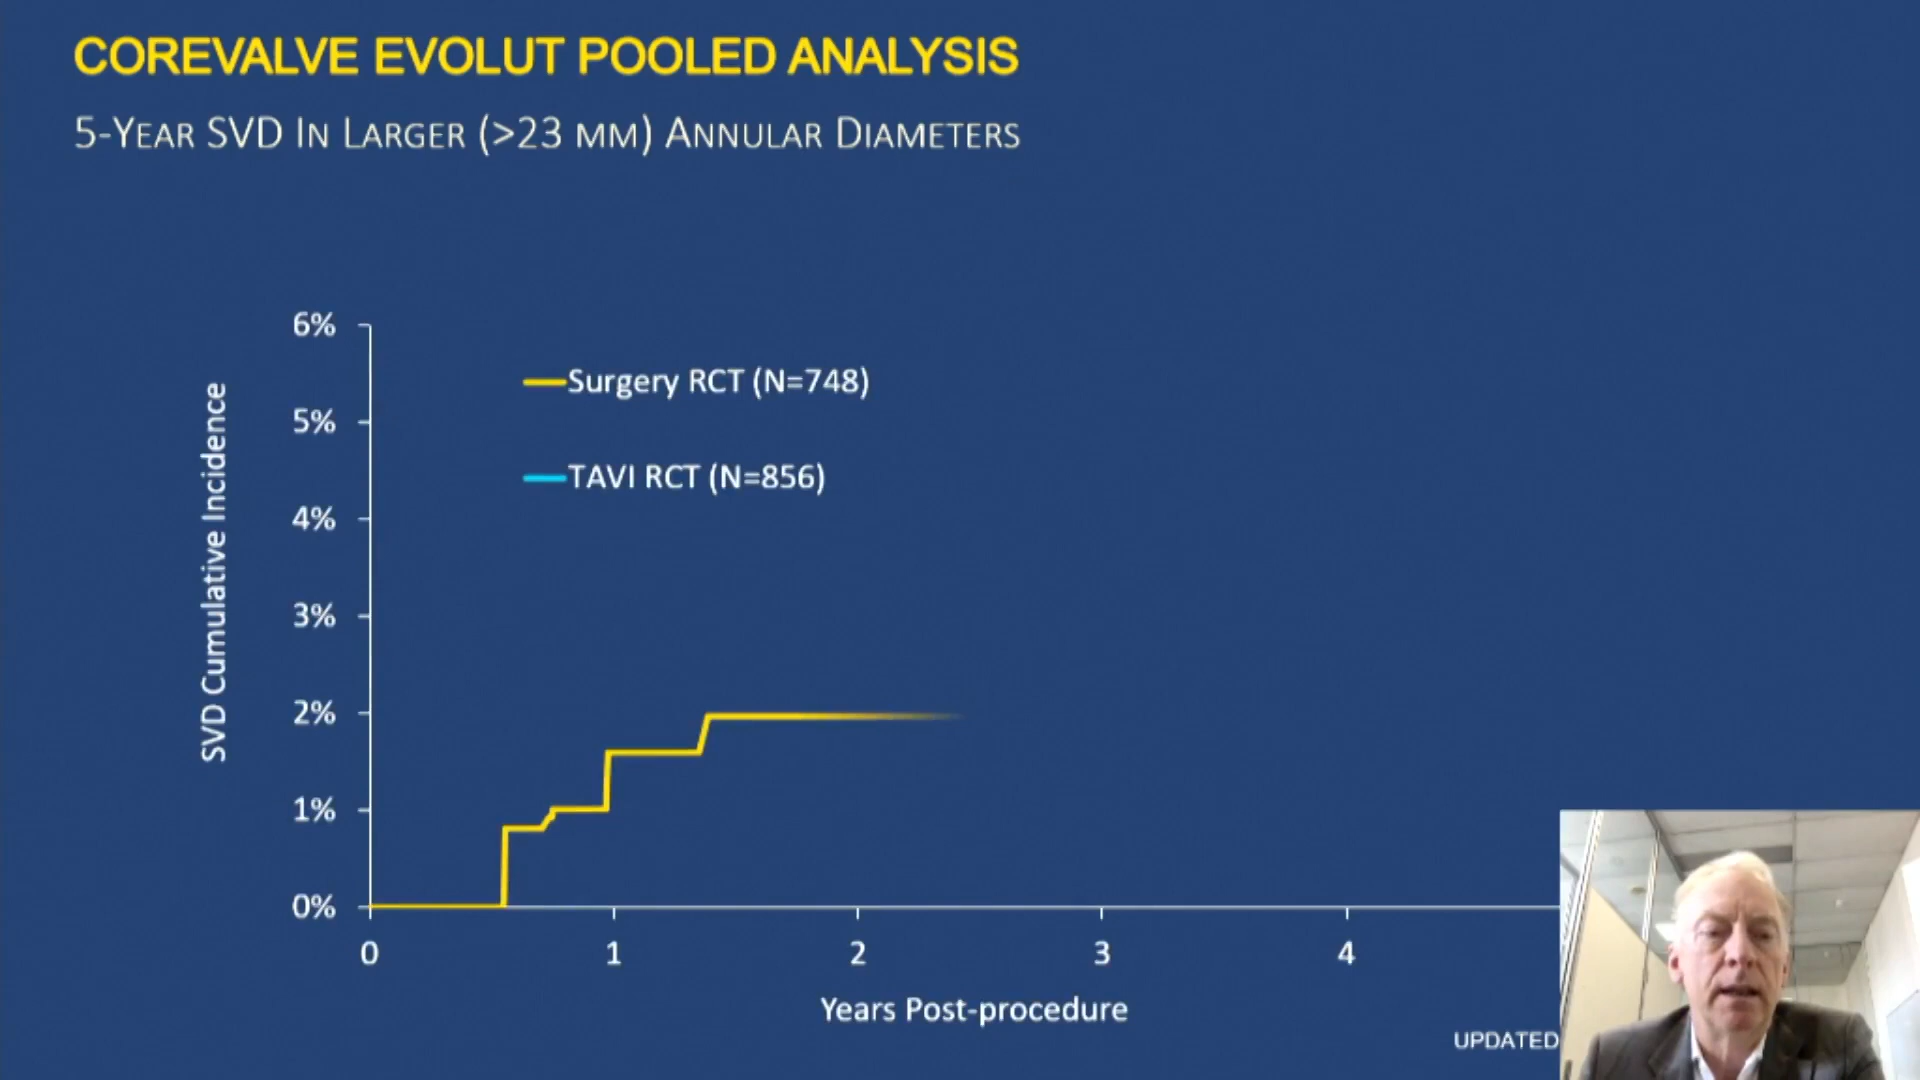 COREVALVE EVOLUT POOLED ANALYSIS
5-YEAR SVD IN LARGER (>23 MM) ANNULAR DIAMETERS
6%
5%
4%
3%
2%
1%
0%
SVD Cumulative Incidence
Surgery RCT (N=748)
TAVI RCT (N=856)
0 1 2 3 4
Years Post-procedure
UPDATED